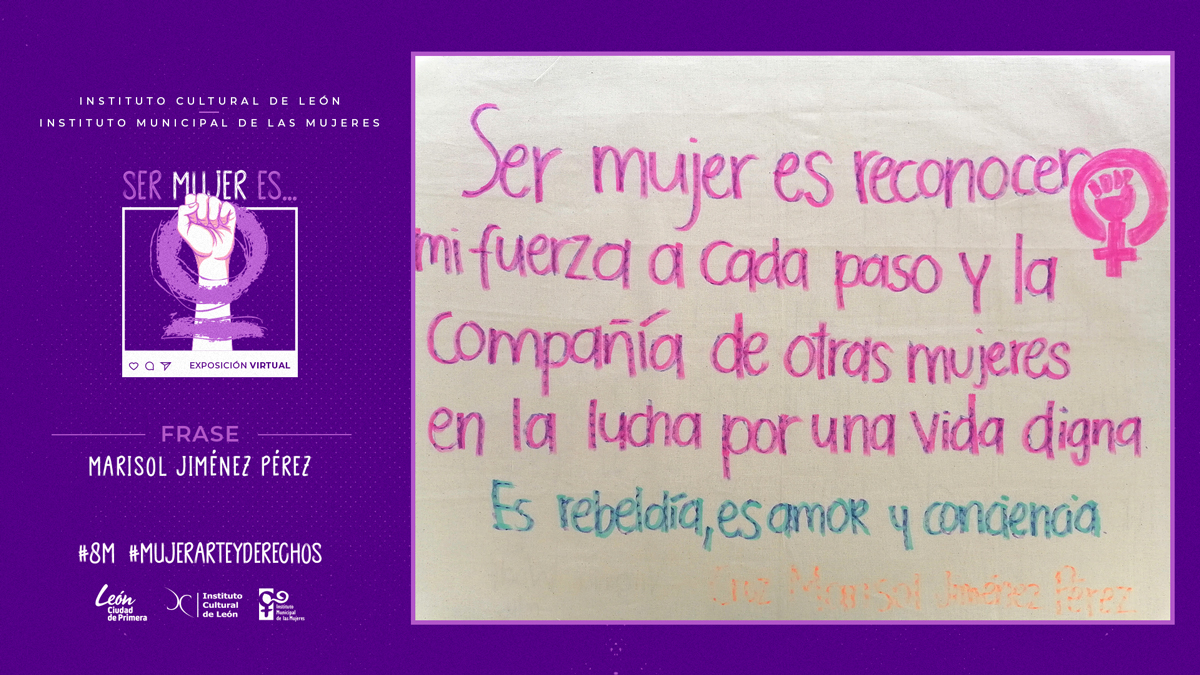 INSTITUTO CULTURAL DE LEÓN
INSTITUTO MUNICIPAL DE LAS MUJERES
SER MUJER ES...
EXPOSICIÓN VIRTUAL
FRASE
MARISOL JIMÉNEZ PÉREZ
#8M #MUJERARTEYDERECHOS
León
Ciudad
de Primera
Instituto
Cultural
de León
Instituto
Municipal
de las Mujeres
Ser mujer es reconocer
mi fuerza a cada paso y la
Compañía de otras mujeres
en la lucha por una vida digna.
Es rebeldía, es amor y conciencia.
Cruz Marisol Jiménez Pérez